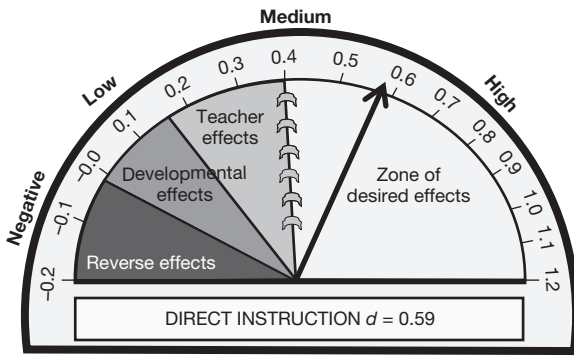 Medium
Low
High
Negative
–0.2
–0.1
–0.0
0.1
0.2
0.3
0.4
0.5
0.6
0.7
0.8
0.9
1.0
1.1
1.2
Teacher
effects
Developmental
effects
Reverse effects
Zone of
desired effects
DIRECT INSTRUCTION d = 0.59